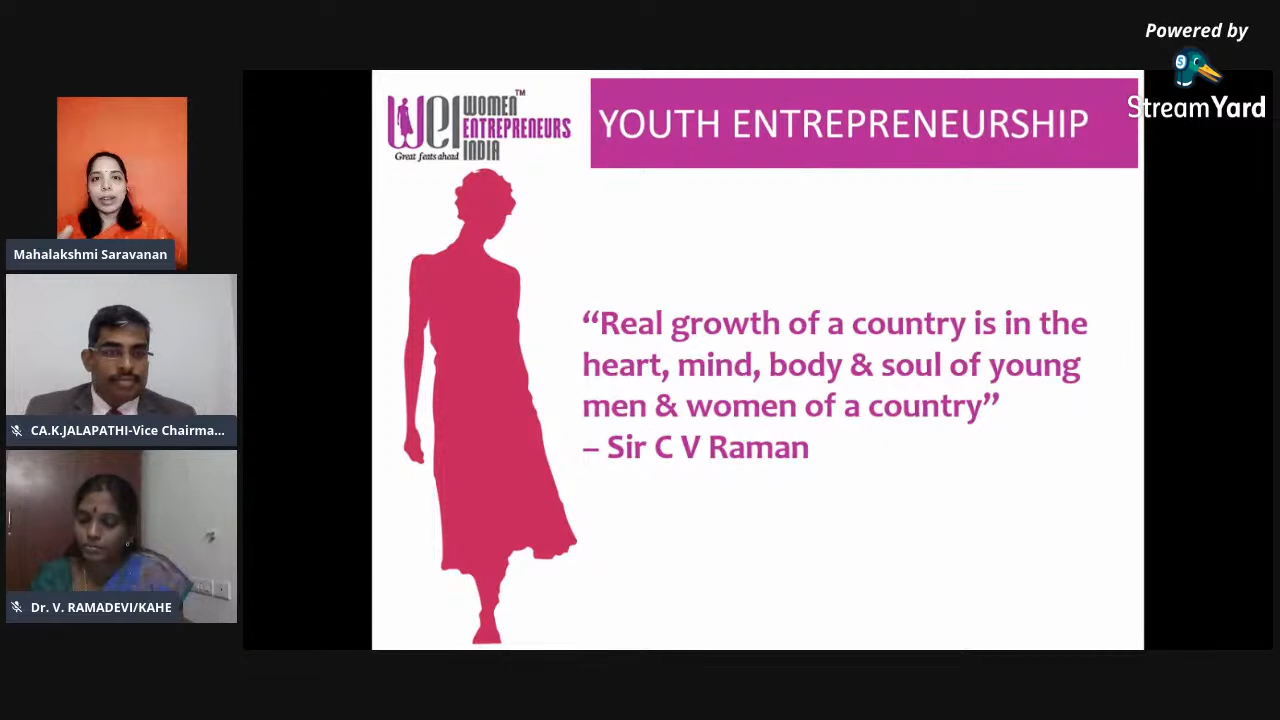 Powered by
StreamYard
WEI WOMEN
ENTREPRENEURS
INDIA
Great feats ahead
TM
YOUTH ENTREPRENEURSHIP
“Real growth of a country is in the
heart, mind, body & soul of young
men & women of a country”
– Sir C V Raman
Mahalakshmi Saravanan
CA.K.JALAPATHI-Vice Chairma...
Dr. V. RAMADEVI/KAHE